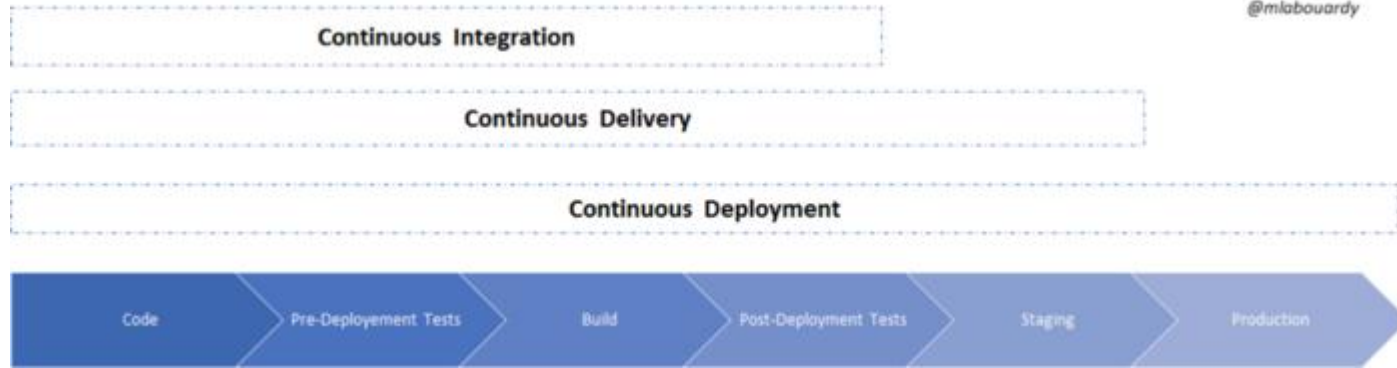 @mlabouardy
Continuous Integration
Continuous Delivery
Continuous Deployment
Code
Pre-Deployement Tests
Build
Post-Deployment Tests
Staging
Production